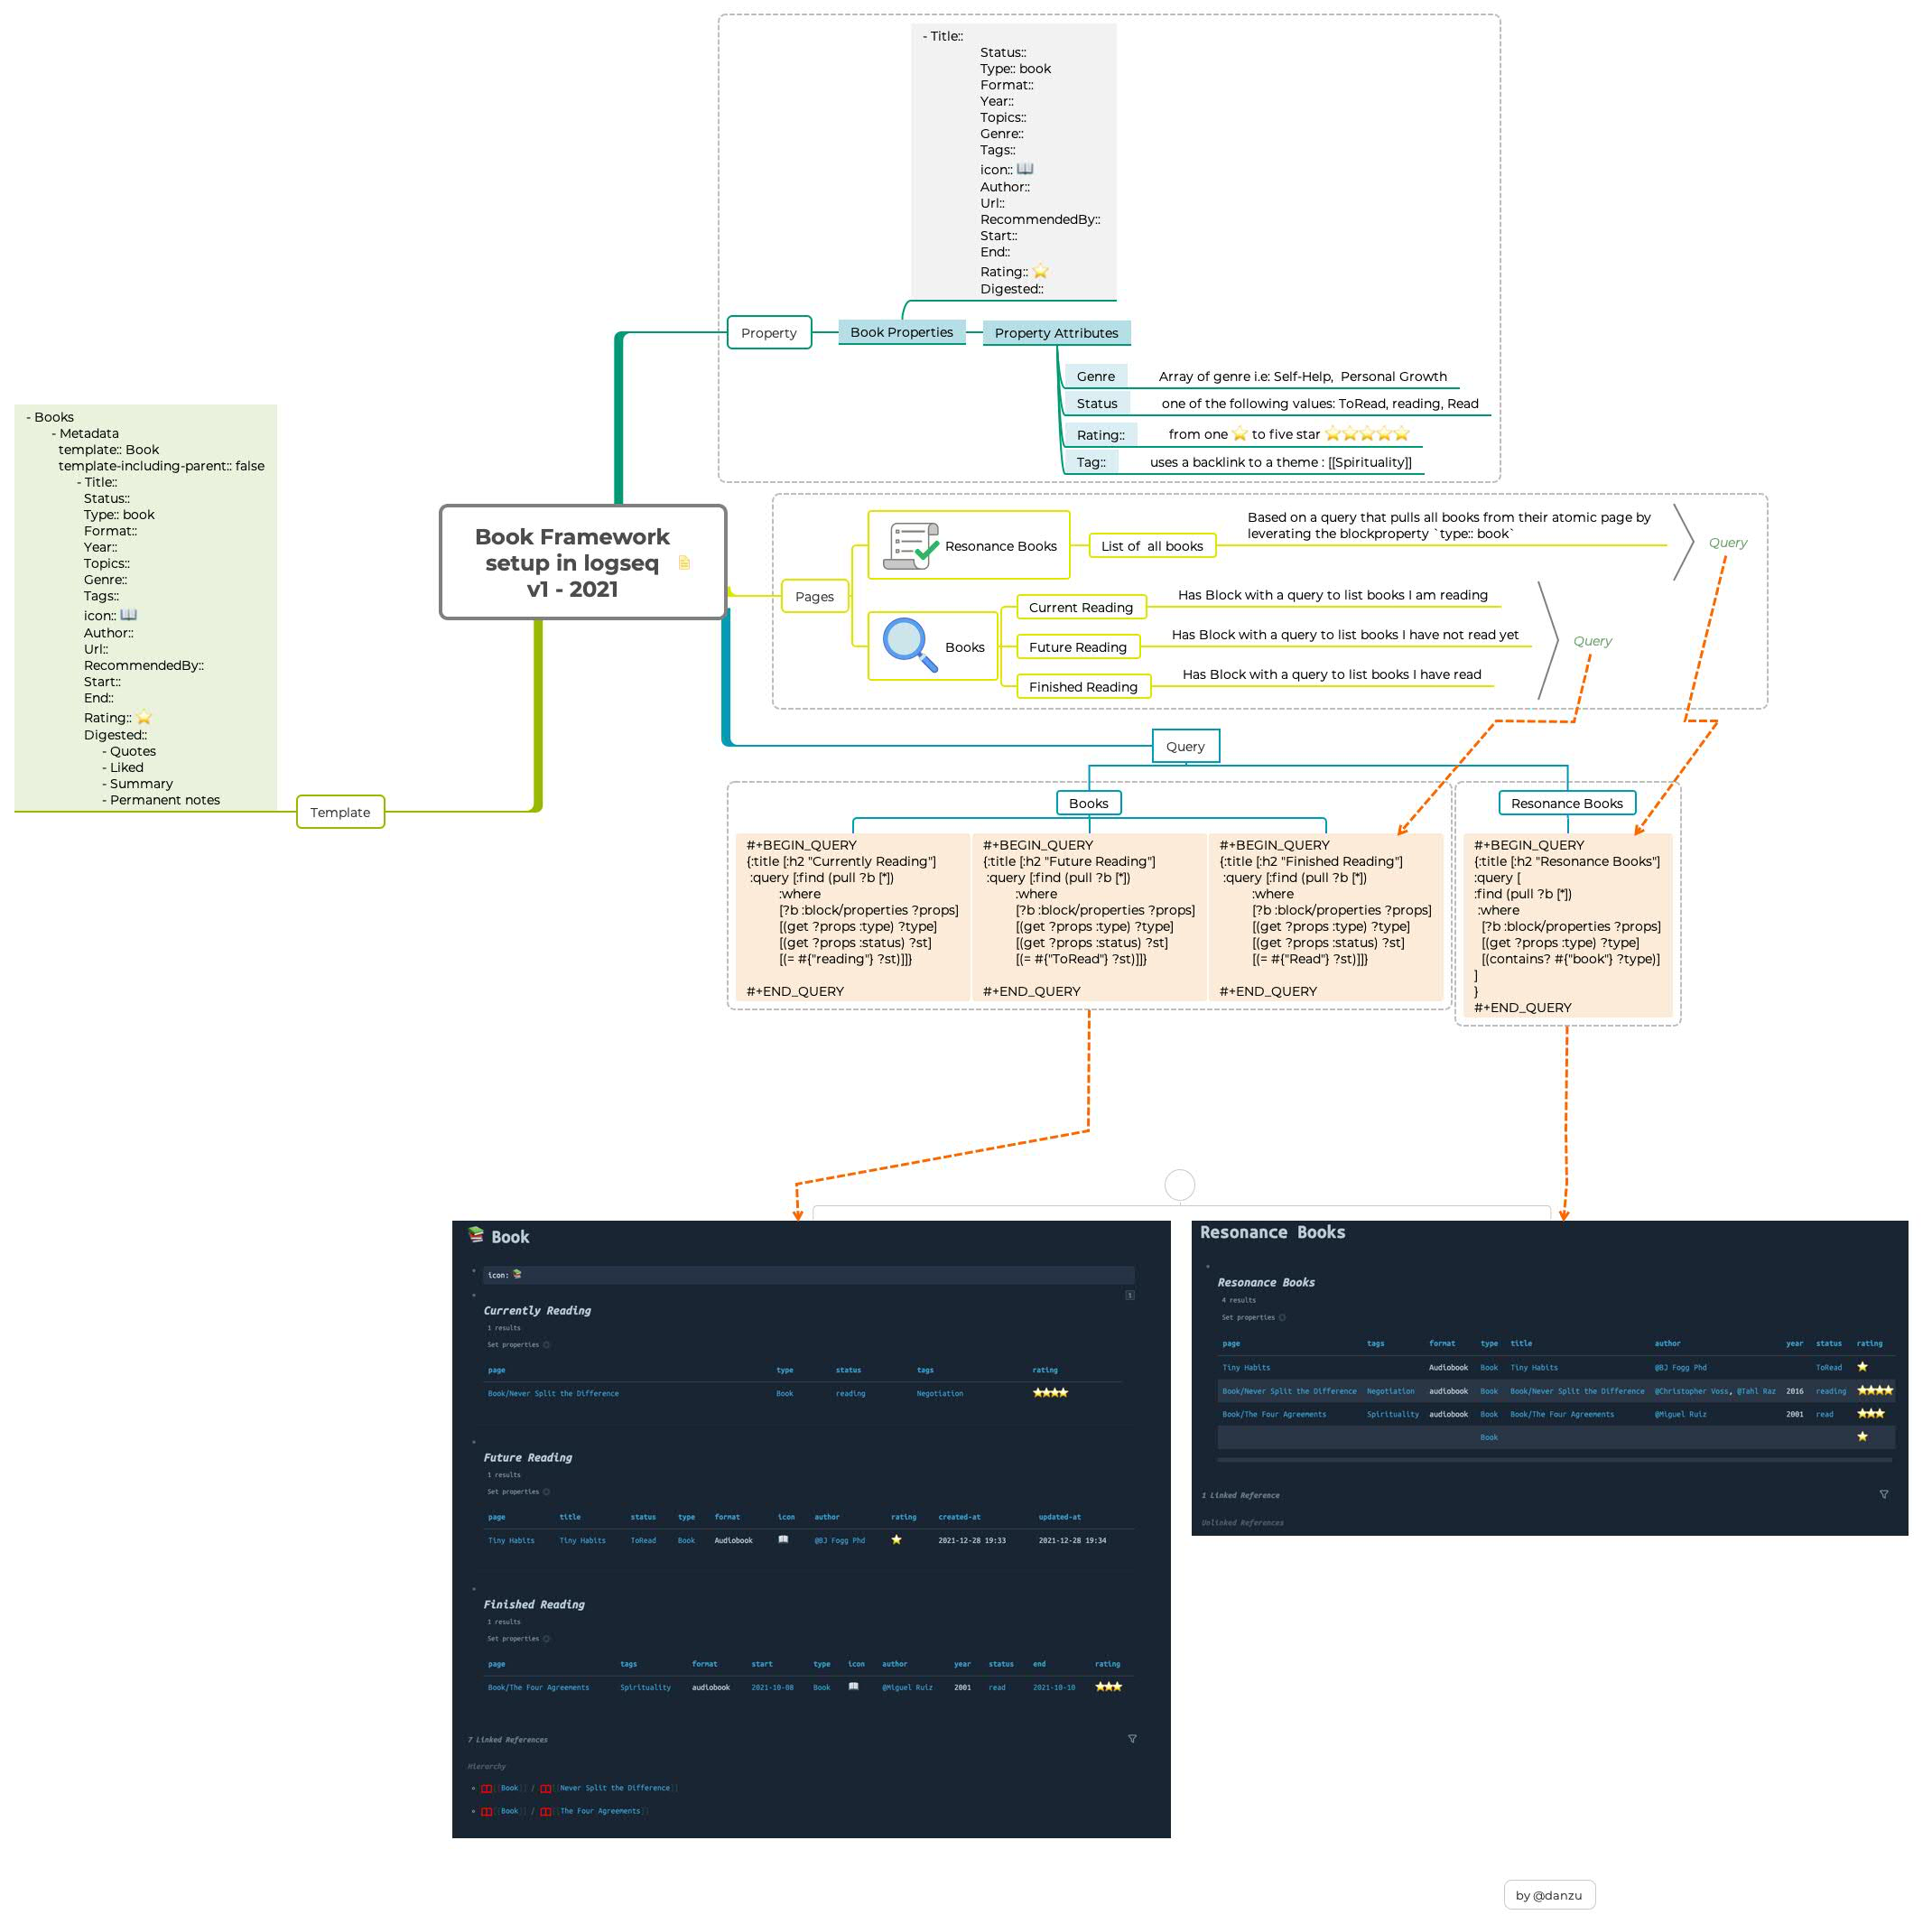 - Title::
Status::
Type:: book
Format::
Year::
Topics::
Genre::
Tags::
icon:: 📖
Author::
Url::
RecommendedBy::
Start::
End::
Rating:: ⭐
Digested::
Property
Book Properties
Property Attributes
Genre
Array of genre i.e: Self-Help,  Personal Growth
Status
one of the following values: ToRead, reading, Read
Rating::
from one ⭐ to five star ⭐⭐⭐⭐⭐
Tag::
uses a backlink to a theme : [[Spirituality]]
- Books
- Metadata
template:: Book
template-including-parent:: false
- Title::
Status::
Type:: book
Format::
Year::
Topics::
Genre::
Tags::
icon:: 📖
Author::
Url::
RecommendedBy::
Start::
End::
Rating:: ⭐
Digested::
- Quotes
- Liked
- Summary
- Permanent notes
Template
Book Framework
setup in logseq
v1 - 2021
Pages
Resonance Books
List of  all books
Based on a query that pulls all books from their atomic page by
leverating the blockproperty `type:: book`
Query
Books
Current Reading
Has Block with a query to list books I am reading
Future Reading
Has Block with a query to list books I have not read yet
Finished Reading
Has Block with a query to list books I have read
Query
Query
Books
#+BEGIN_QUERY
{:title [:h2 "Currently Reading"]
:query [:find (pull ?b [*])
:where
[?b :block/properties ?props]
[(get ?props :type) ?type]
[(get ?props :status) ?st]
[(= #{"reading"} ?st)]]}
#+END_QUERY
#+BEGIN_QUERY
{:title [:h2 "Future Reading"]
:query [:find (pull ?b [*])
:where
[?b :block/properties ?props]
[(get ?props :type) ?type]
[(get ?props :status) ?st]
[(= #{"ToRead"} ?st)]]}
#+END_QUERY
#+BEGIN_QUERY
{:title [:h2 "Finished Reading"]
:query [:find (pull ?b [*])
:where
[?b :block/properties ?props]
[(get ?props :type) ?type]
[(get ?props :status) ?st]
[(= #{"Read"} ?st)]]}
#+END_QUERY
Resonance Books
#+BEGIN_QUERY
{:title [:h2 "Resonance Books"]
:query [
:find (pull ?b [*])
:where
[?b :block/properties ?props]
[(get ?props :type) ?type]
[(contains? #{"book"} ?type)]
]
}
#+END_QUERY
📚 Book
icon: 📚
1
Currently Reading
1 results
Set properties
page type status tags rating
Book/Never Split the Difference Book reading Negotiation ⭐⭐⭐⭐
Future Reading
1 results
Set properties
page title status type format icon author rating created-at updated-at
Tiny Habits Tiny Habits ToRead Book Audiobook 📖 @BJ Fogg Phd ⭐ 2021-12-28 19:33 2021-12-28 19:34
Finished Reading
1 results
Set properties
page tags format start type icon author year status end rating
Book/The Four Agreements Spirituality audiobook 2021-10-08 Book 📖 @Miguel Ruiz 2001 read 2021-10-10 ⭐⭐⭐
7 Linked References
Hierarchy
[[Book]] / [[Never Split the Difference]]
[[Book]] / [[The Four Agreements]]
Resonance Books
Resonance Books
4 results
Set properties
page tags format type title author year status rating
Tiny Habits Audiobook Book Tiny Habits @BJ Fogg Phd ToRead ⭐
Book/Never Split the Difference Negotiation audiobook Book Book/Never Split the Difference @Christopher Voss, @Tahl Raz 2016 reading ⭐⭐⭐⭐
Book/The Four Agreements Spirituality audiobook Book Book/The Four Agreements @Miguel Ruiz 2001 read ⭐⭐⭐
Book ⭐
1 Linked Reference
Unlinked References
by @danzu